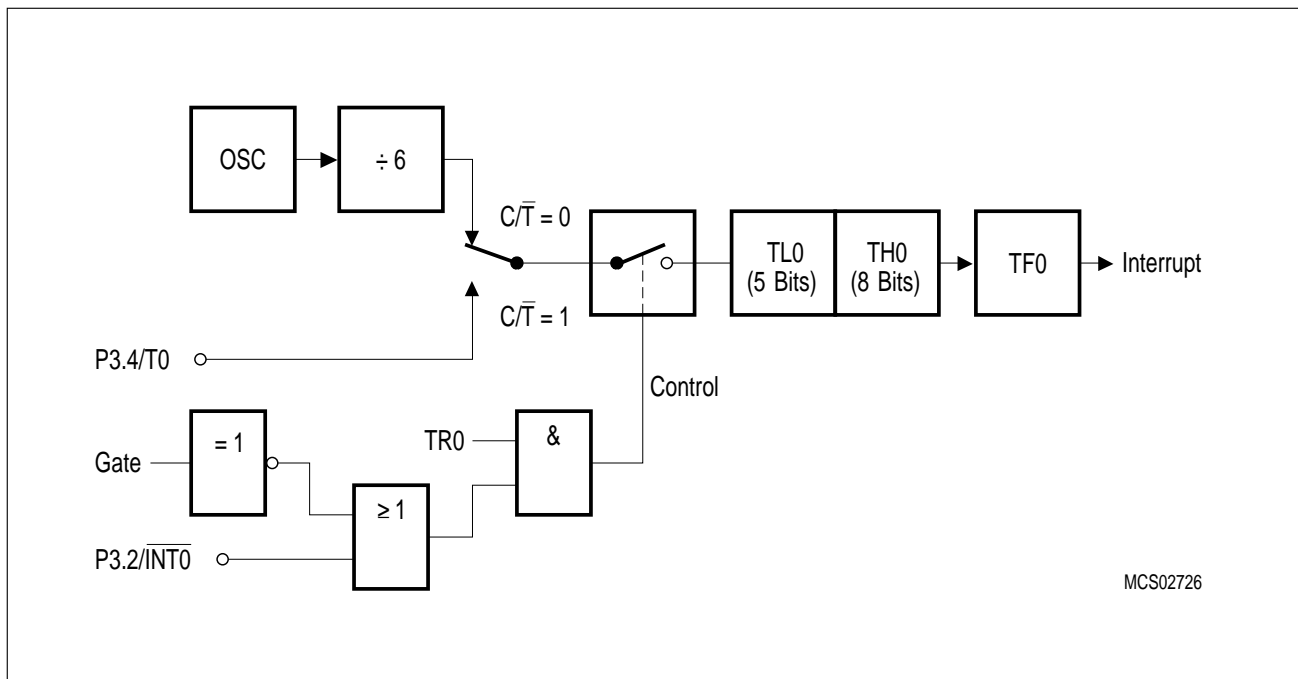 OSC
÷ 6
C/T̅ = 0
C/T̅ = 1
TL0
(5 Bits)
TH0
(8 Bits)
TF0
Interrupt
P3.4/T0
Control
Gate
= 1
TR0
&
≥ 1
P3.2/I̅N̅T̅0̅
MCS02726